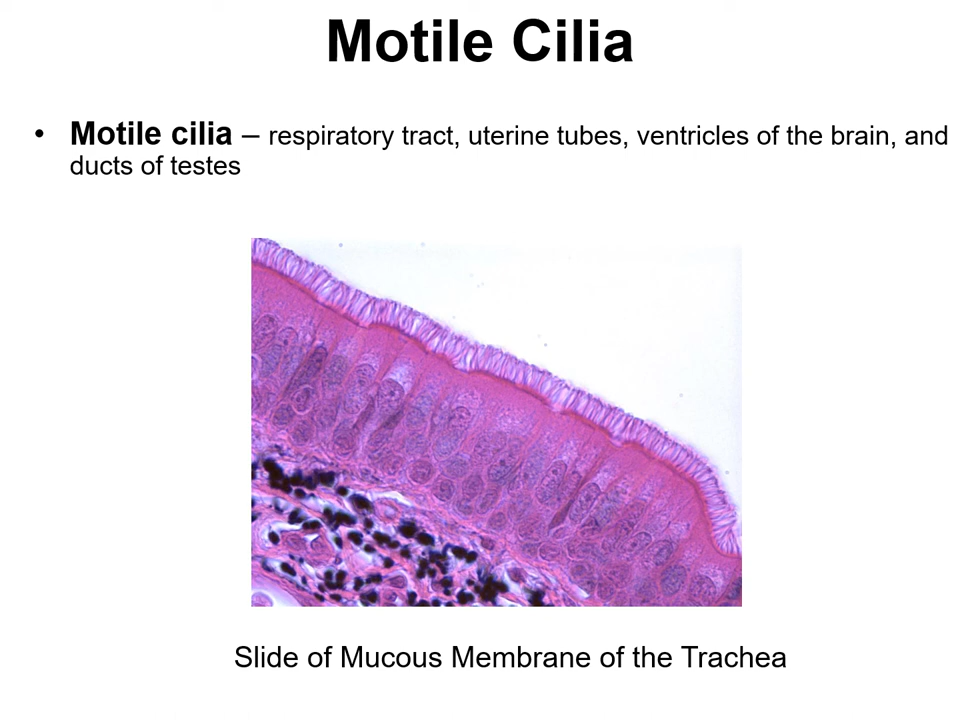 Motile Cilia
• Motile cilia – respiratory tract, uterine tubes, ventricles of the brain, and
ducts of testes
Slide of Mucous Membrane of the Trachea